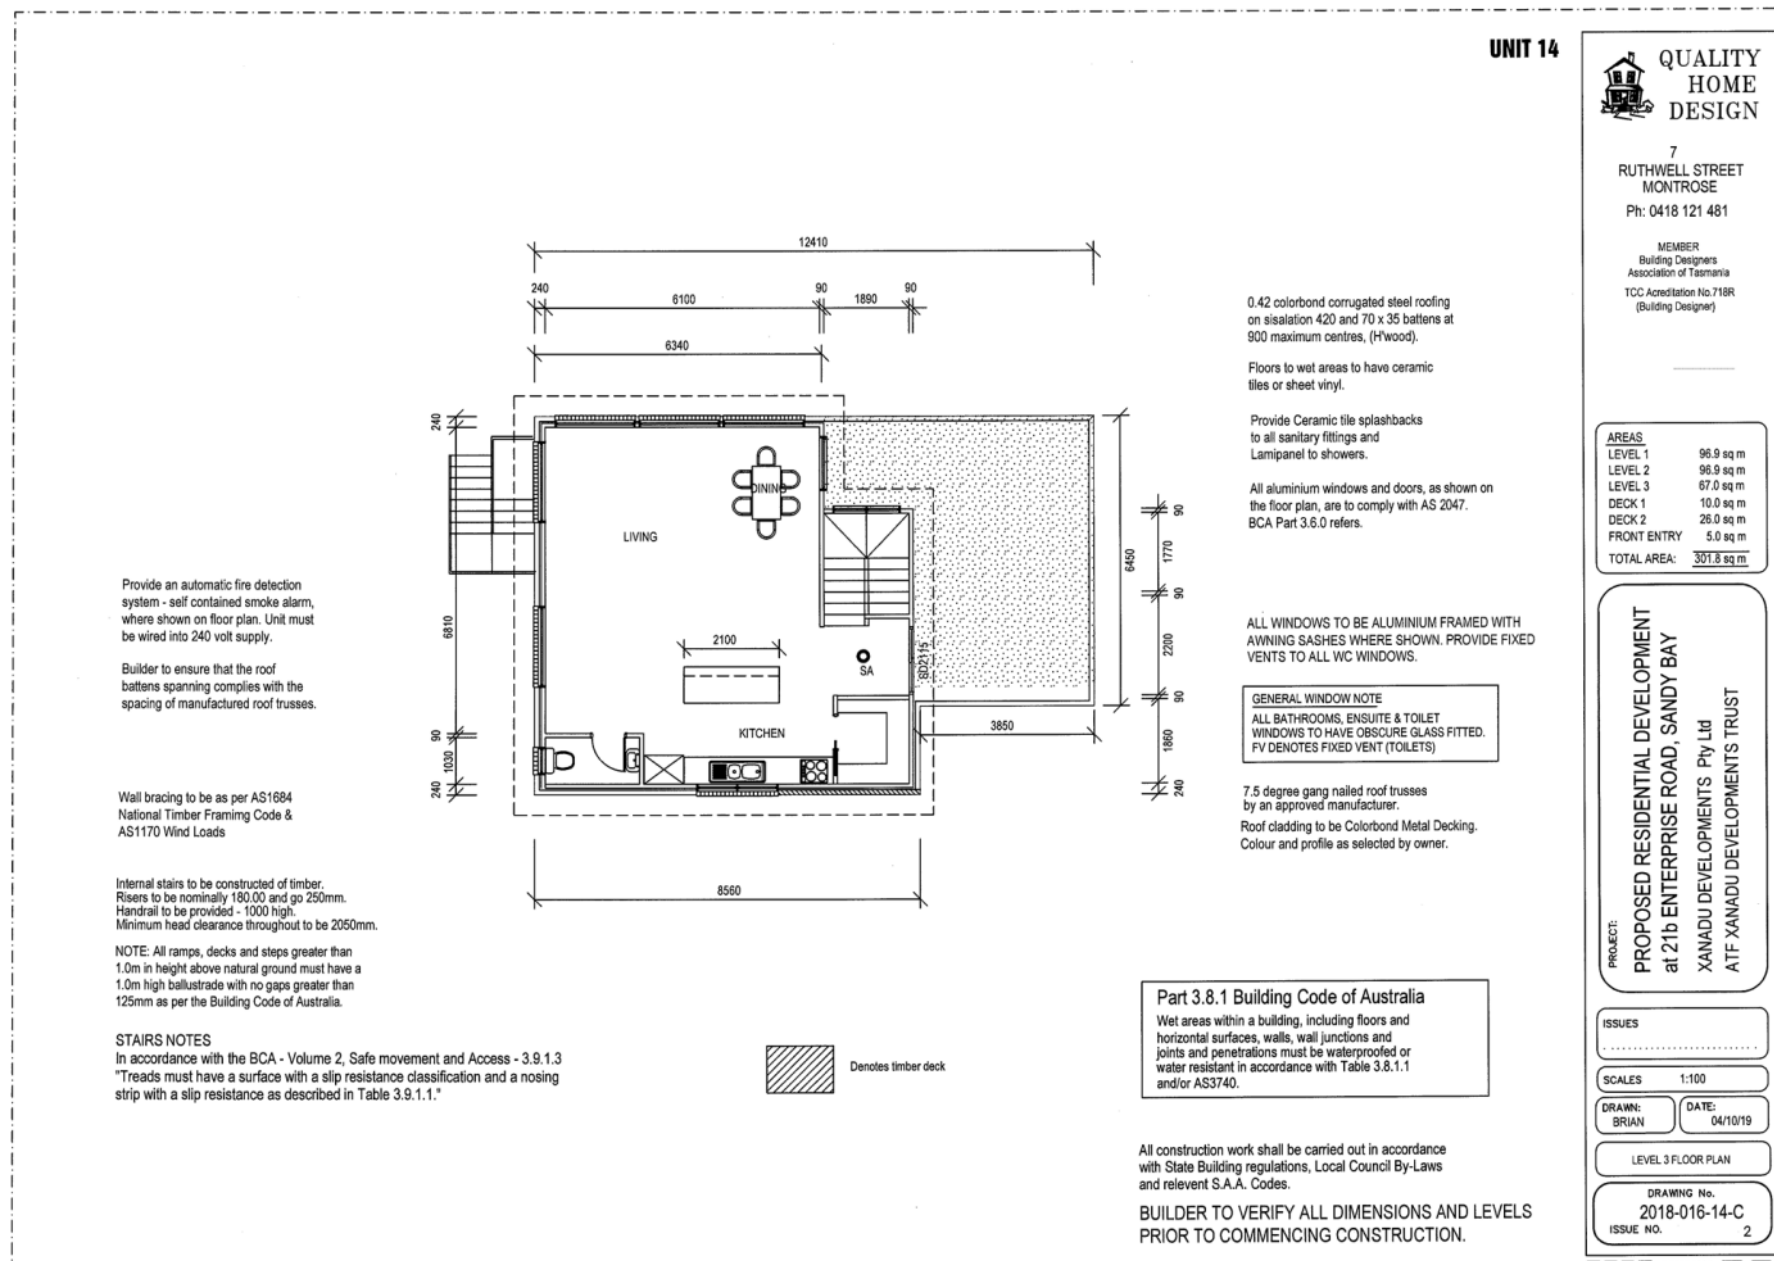 UNIT 14
12410
240
6100
90
1890
90
6340
240
6810
90
1030
240
LIVING
DINING
2100
SA
SD2115
KITCHEN
6450
90
1770
90
2200
90
1860
240
3850
8560
Provide an automatic fire detection
system - self contained smoke alarm,
where shown on floor plan. Unit must
be wired into 240 volt supply.
Builder to ensure that the roof
battens spanning complies with the
spacing of manufactured roof trusses.
Wall bracing to be as per AS1684
National Timber Framimg Code &
AS1170 Wind Loads
Internal stairs to be constructed of timber.
Risers to be nominally 180.00 and go 250mm.
Handrail to be provided - 1000 high.
Minimum head clearance throughout to be 2050mm.
NOTE: All ramps, decks and steps greater than
1.0m in height above natural ground must have a
1.0m high ballustrade with no gaps greater than
125mm as per the Building Code of Australia.
STAIRS NOTES
In accordance with the BCA - Volume 2, Safe movement and Access - 3.9.1.3
"Treads must have a surface with a slip resistance classification and a nosing
strip with a slip resistance as described in Table 3.9.1.1."
Denotes timber deck
0.42 colorbond corrugated steel roofing
on sisalation 420 and 70 x 35 battens at
900 maximum centres, (H'wood).
Floors to wet areas to have ceramic
tiles or sheet vinyl.
Provide Ceramic tile splashbacks
to all sanitary fittings and
Lamipanel to showers.
All aluminium windows and doors, as shown on
the floor plan, are to comply with AS 2047.
BCA Part 3.6.0 refers.
ALL WINDOWS TO BE ALUMINIUM FRAMED WITH
AWNING SASHES WHERE SHOWN. PROVIDE FIXED
VENTS TO ALL WC WINDOWS.
GENERAL WINDOW NOTE
ALL BATHROOMS, ENSUITE & TOILET
WINDOWS TO HAVE OBSCURE GLASS FITTED.
FV DENOTES FIXED VENT (TOILETS)
7.5 degree gang nailed roof trusses
by an approved manufacturer.
Roof cladding to be Colorbond Metal Decking.
Colour and profile as selected by owner.
Part 3.8.1 Building Code of Australia
Wet areas within a building, including floors and
horizontal surfaces, walls, wall junctions and
joints and penetrations must be waterproofed or
water resistant in accordance with Table 3.8.1.1
and/or AS3740.
All construction work shall be carried out in accordance
with State Building regulations, Local Council By-Laws
and relevent S.A.A. Codes.
BUILDER TO VERIFY ALL DIMENSIONS AND LEVELS
PRIOR TO COMMENCING CONSTRUCTION.
QUALITY
HOME
DESIGN
7
RUTHWELL STREET
MONTROSE
Ph: 0418 121 481
MEMBER
Building Designers
Association of Tasmania
TCC Acreditation No.718R
(Building Designer)
AREAS
LEVEL 1 96.9 sq m
LEVEL 2 96.9 sq m
LEVEL 3 67.0 sq m
DECK 1 10.0 sq m
DECK 2 26.0 sq m
FRONT ENTRY 5.0 sq m
TOTAL AREA: 301.8 sq m
PROJECT:
PROPOSED RESIDENTIAL DEVELOPMENT
at 21b ENTERPRISE ROAD, SANDY BAY
XANADU DEVELOPMENTS Pty Ltd
ATF XANADU DEVELOPMENTS TRUST
ISSUES
SCALES 1:100
DRAWN:
BRIAN
DATE:
04/10/19
LEVEL 3 FLOOR PLAN
DRAWING No.
2018-016-14-C
ISSUE NO. 2